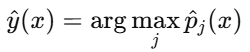 ŷ(x) = arg max_j p̂_j(x)